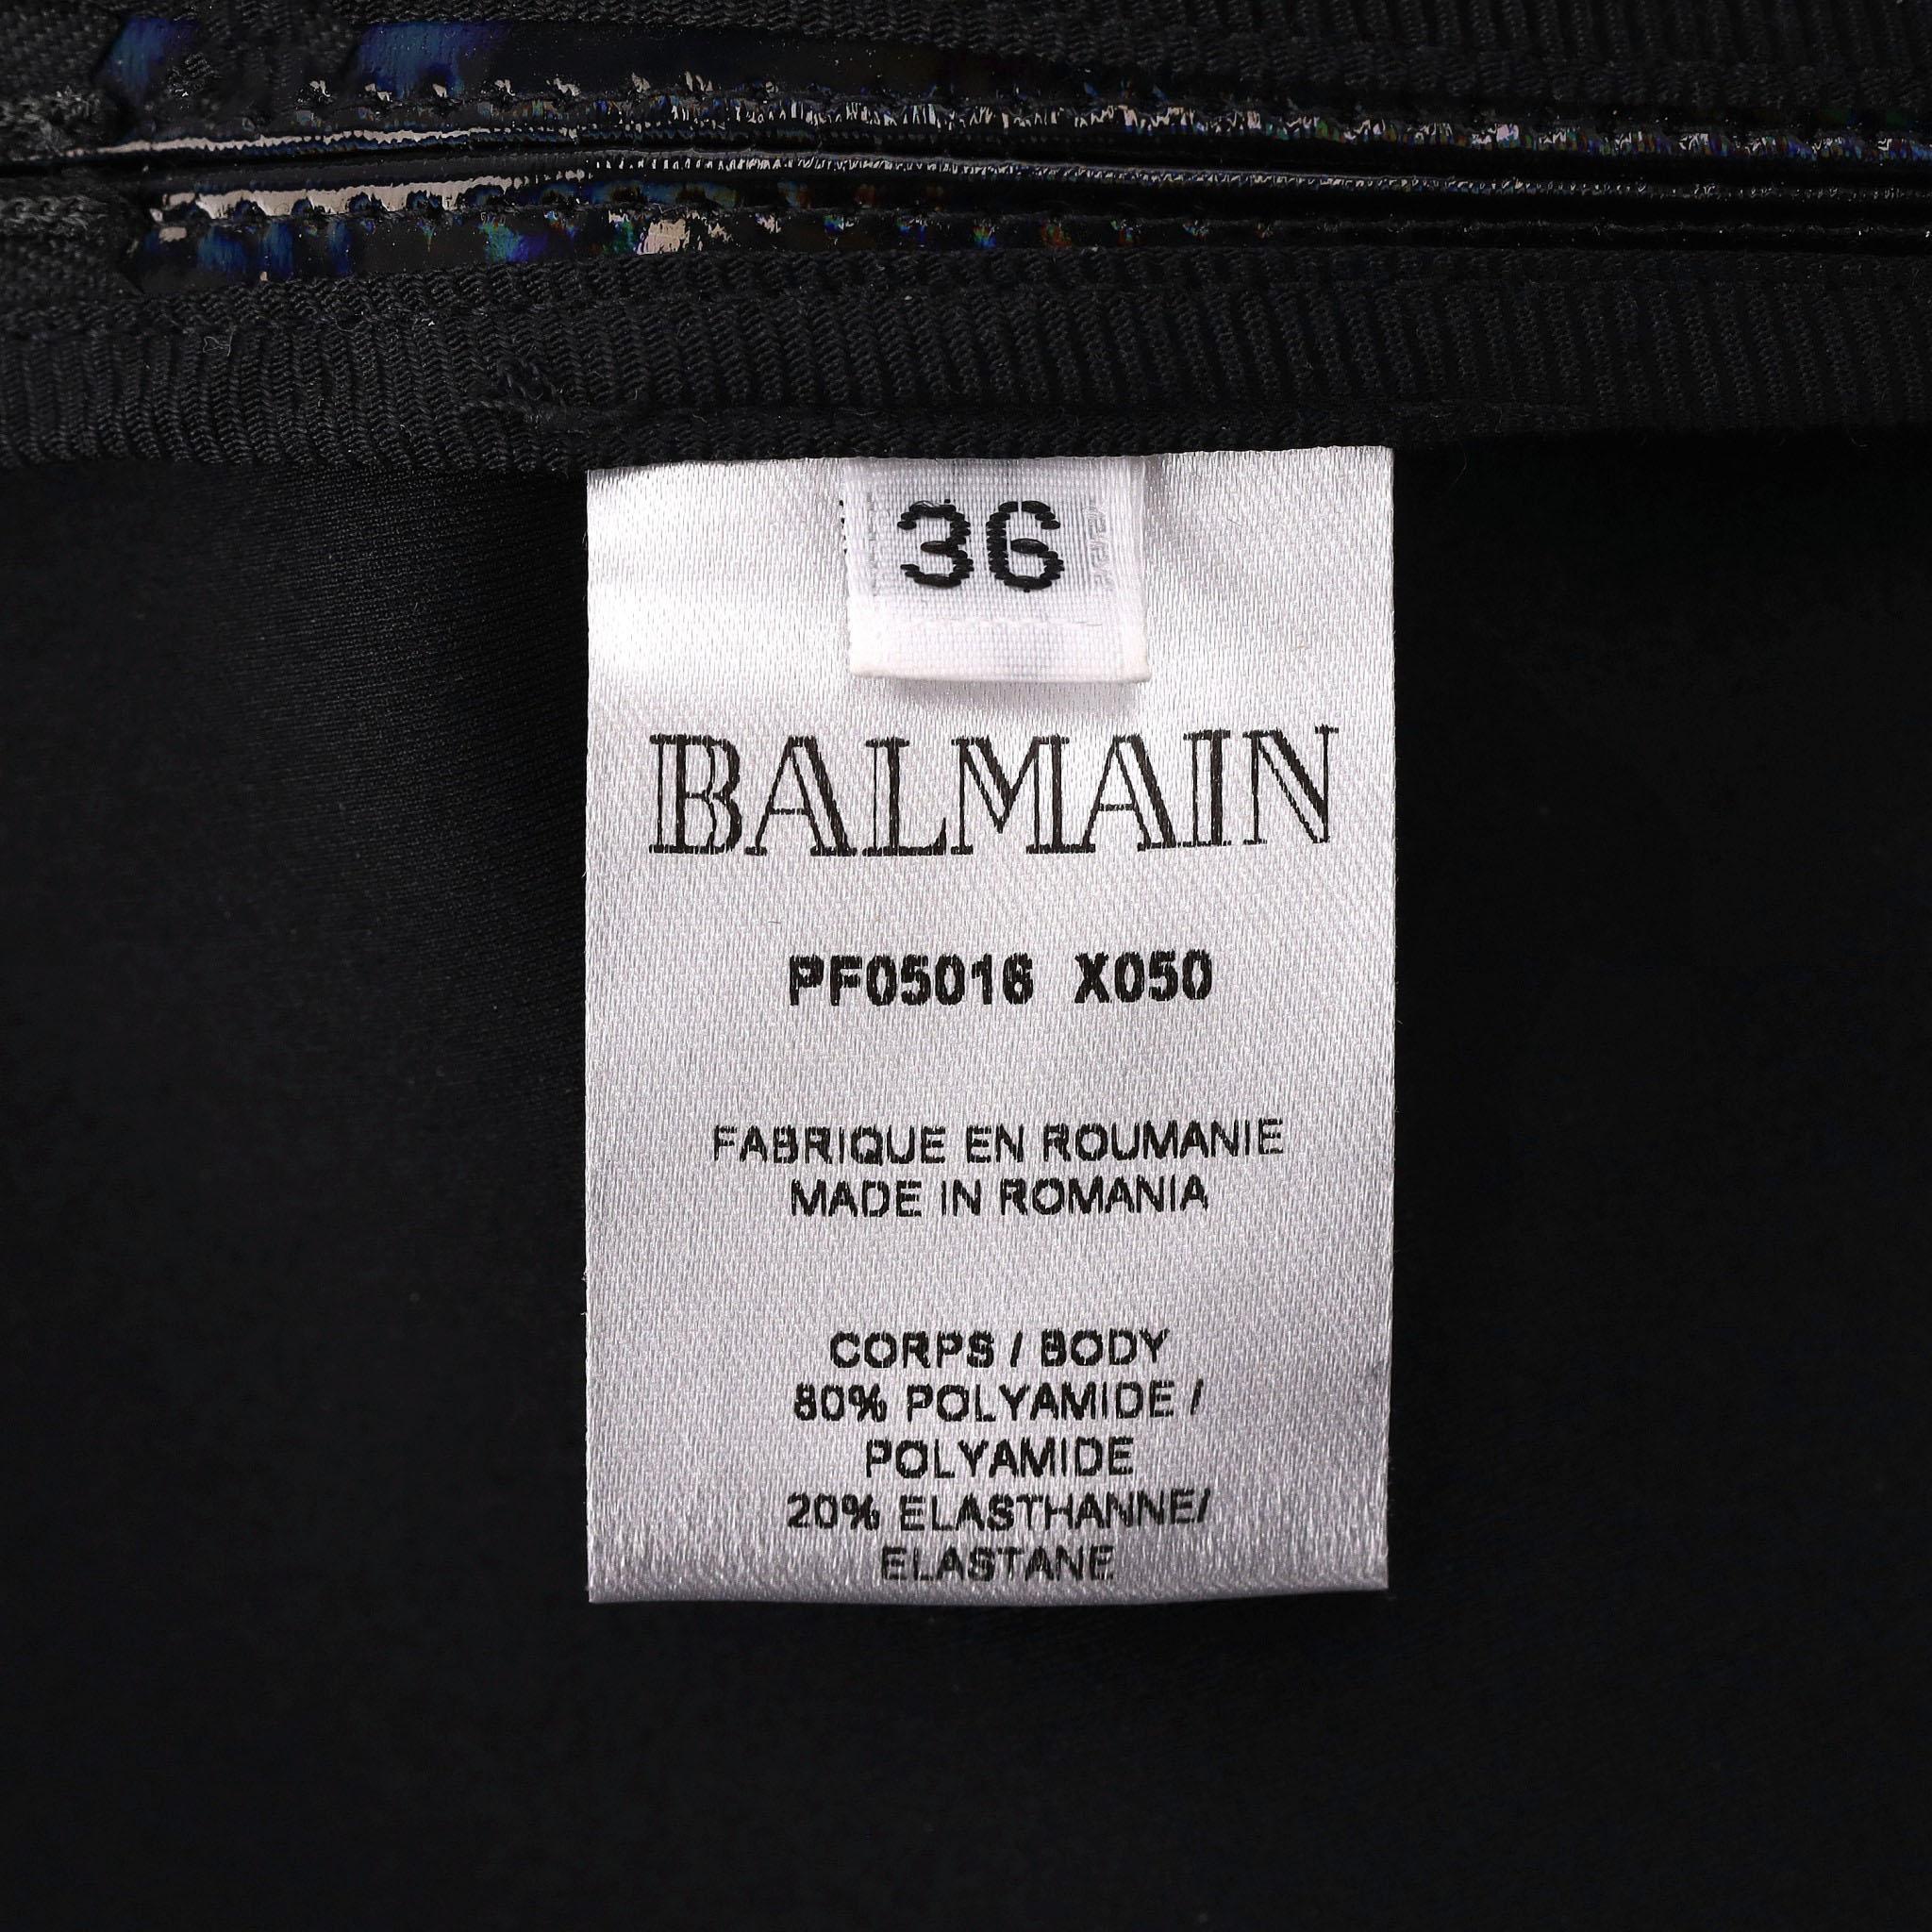 36
BALMAIN
PF05016 X050
FABRIQUE EN ROUMANIE
MADE IN ROMANIA
CORPS / BODY
80% POLYAMIDE /
POLYAMIDE
20% ELASTHANNE/
ELASTANE